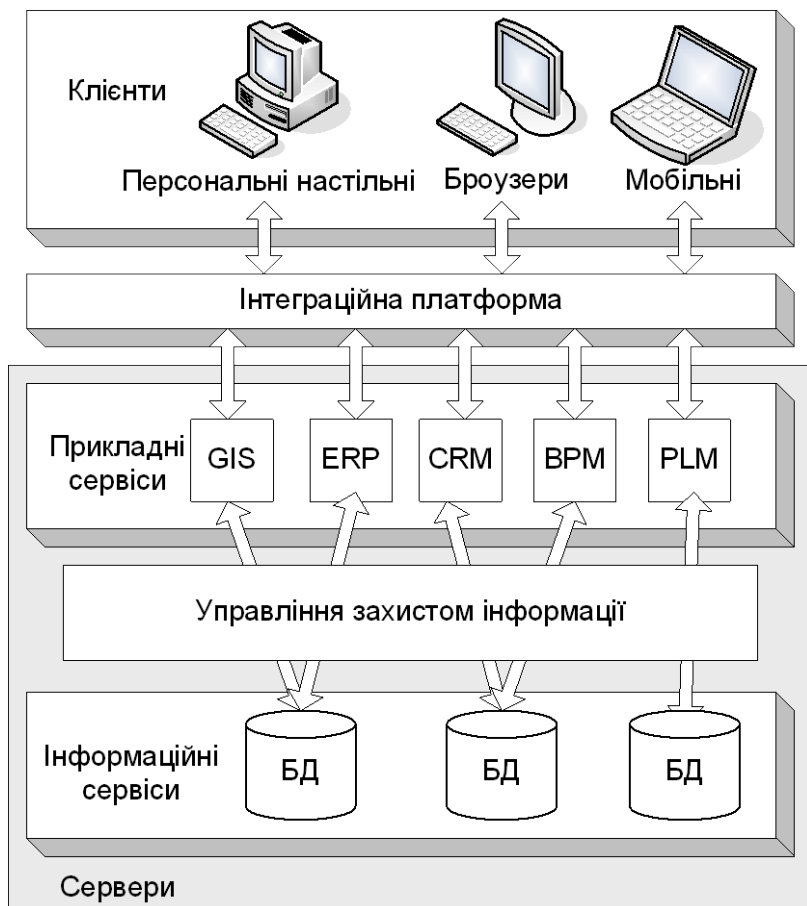 Клієнти
Персональні настільні
Броузери
Мобільні
Інтеграційна платформа
Прикладні
сервіси
GIS
ERP
CRM
BPM
PLM
Управління захистом інформації
Інформаційні
сервіси
БД
БД
БД
Сервери